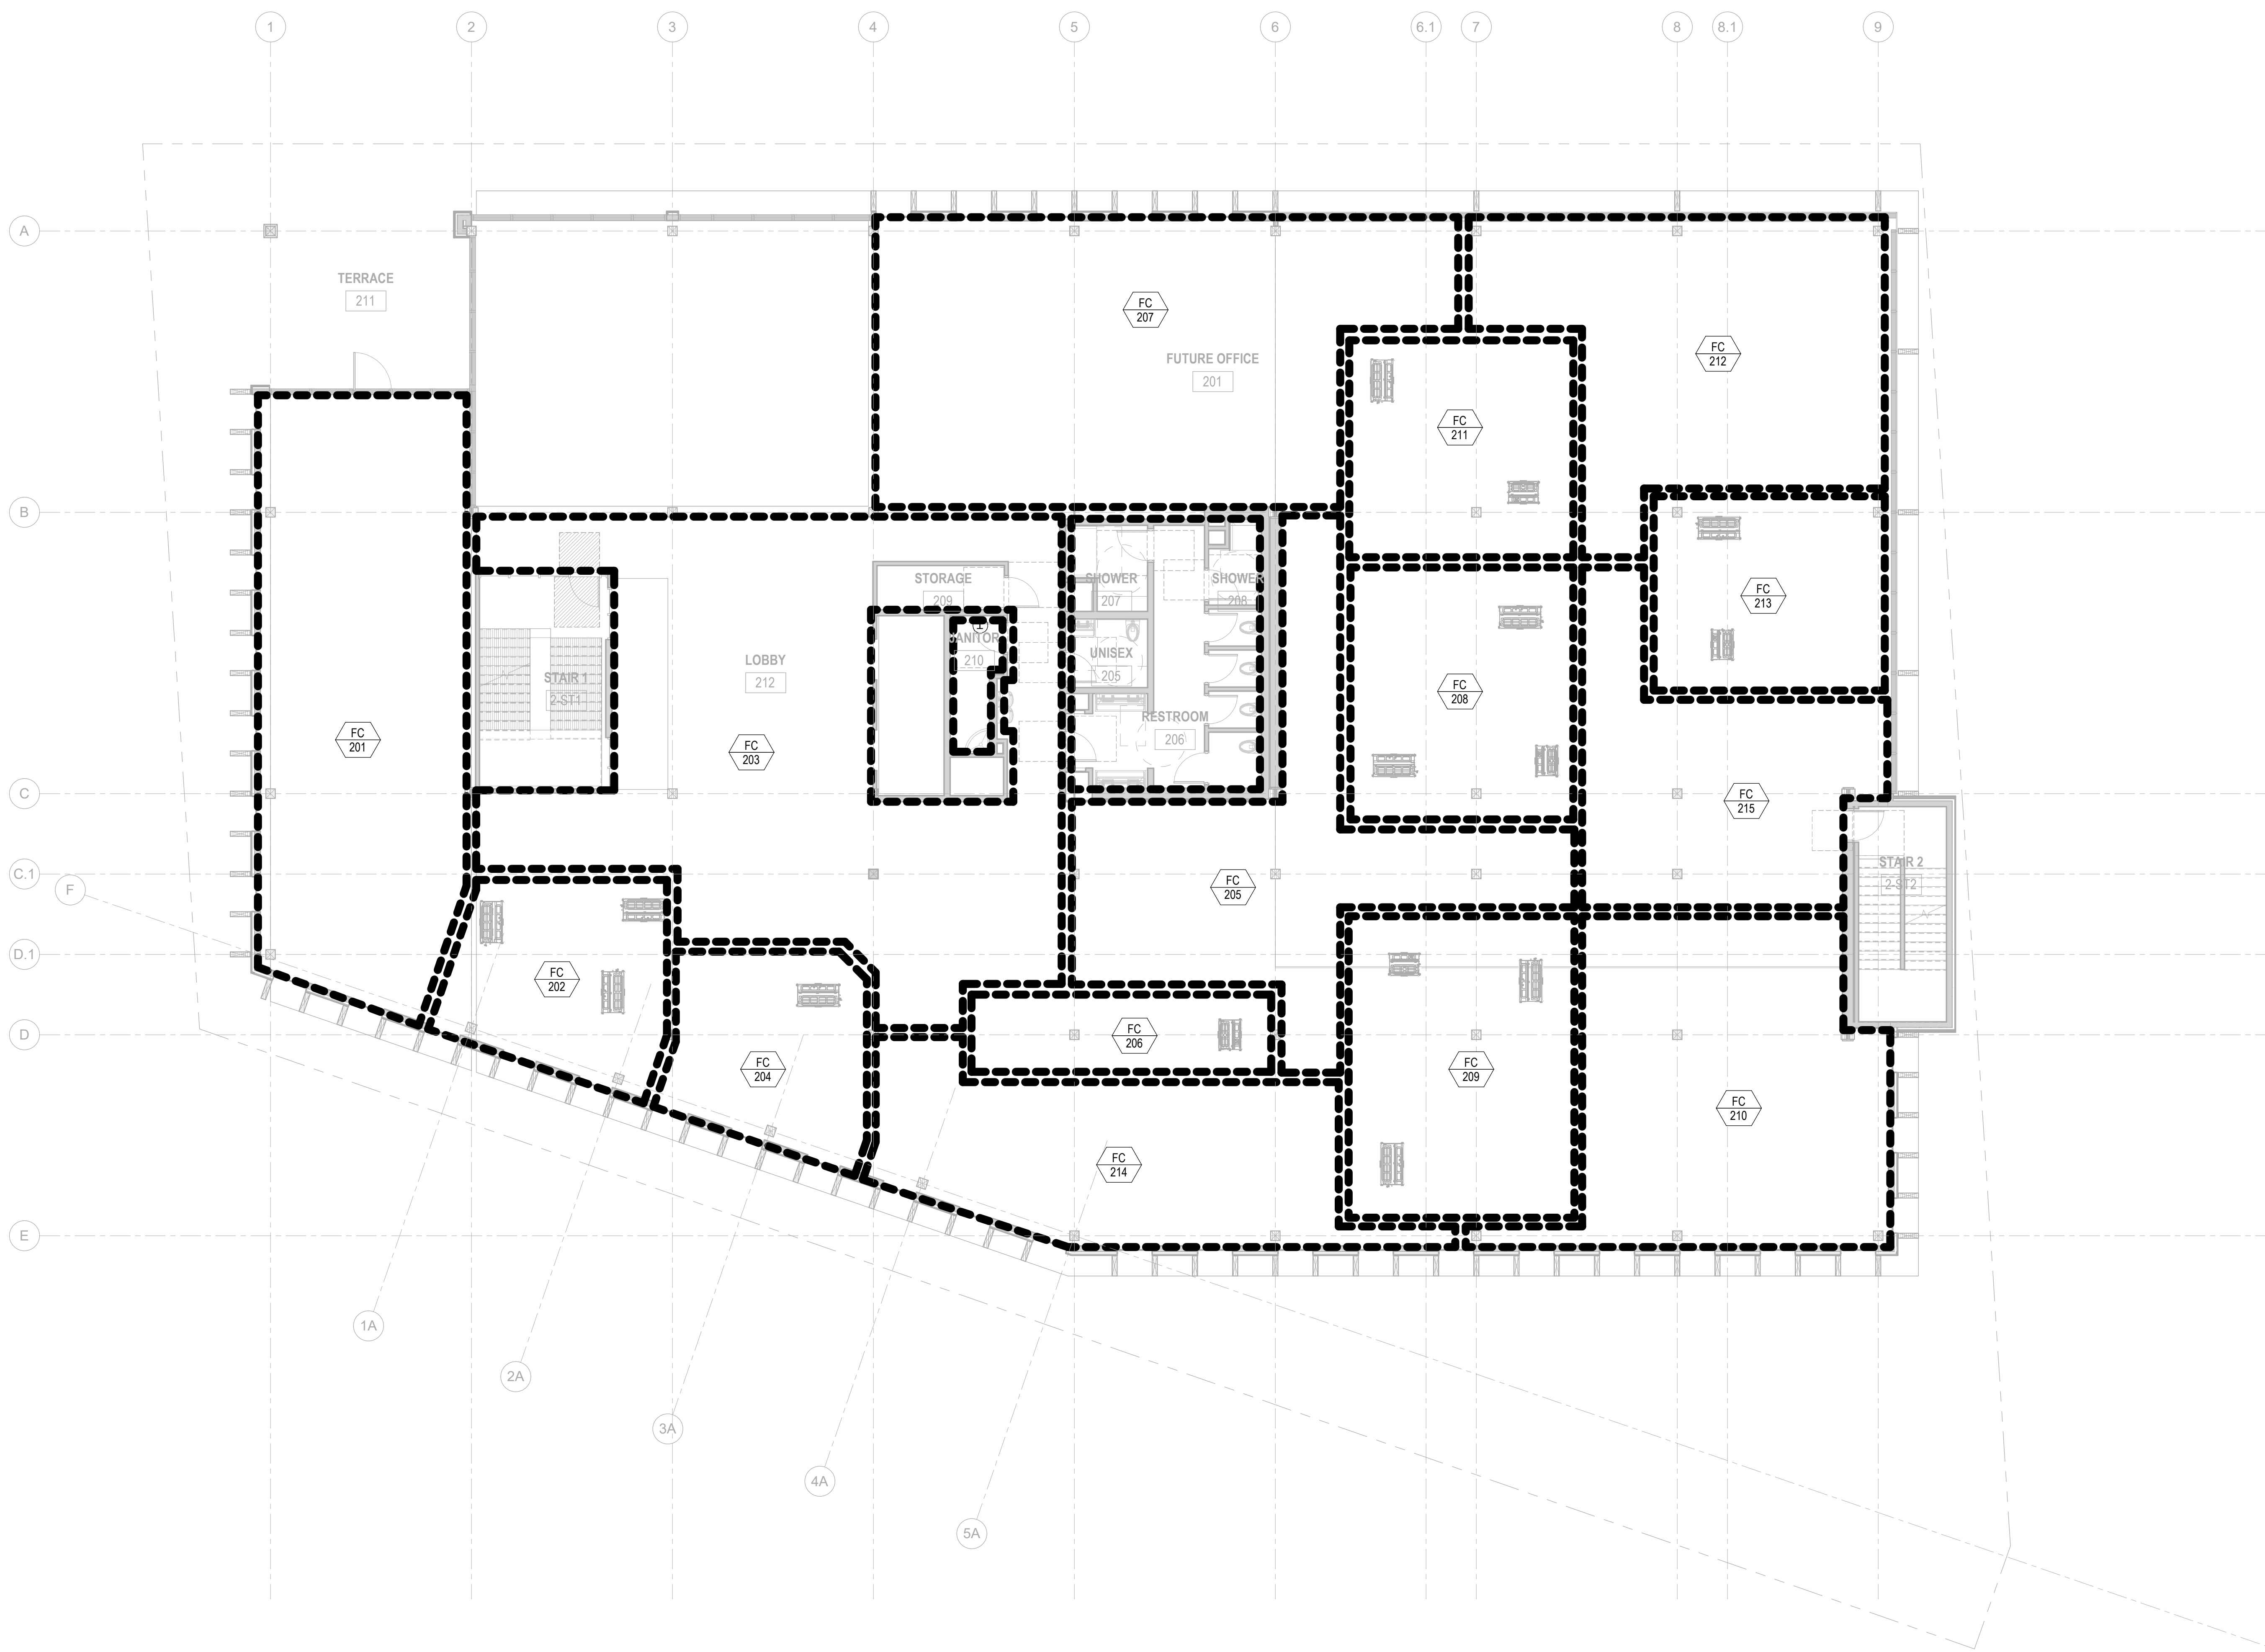 1 2 3 4 5 6 6.1 7 8 8.1 9
A
TERRACE
211
FC
207
FUTURE OFFICE
201
FC
212
FC
211
B
STORAGE
209
SHOWER
207
SHOWER
208
FC
213
1
JANITOR
210
UNISEX
205
LOBBY
212
STAIR 1
2-ST1
FC
208
RESTROOM
206
FC
201
FC
203
C
FC
215
C.1
F
STAIR 2
2-ST2
FC
205
D.1
FC
202
D
FC
206
FC
204
FC
209
FC
210
FC
214
E
1A
2A
3A
4A
5A